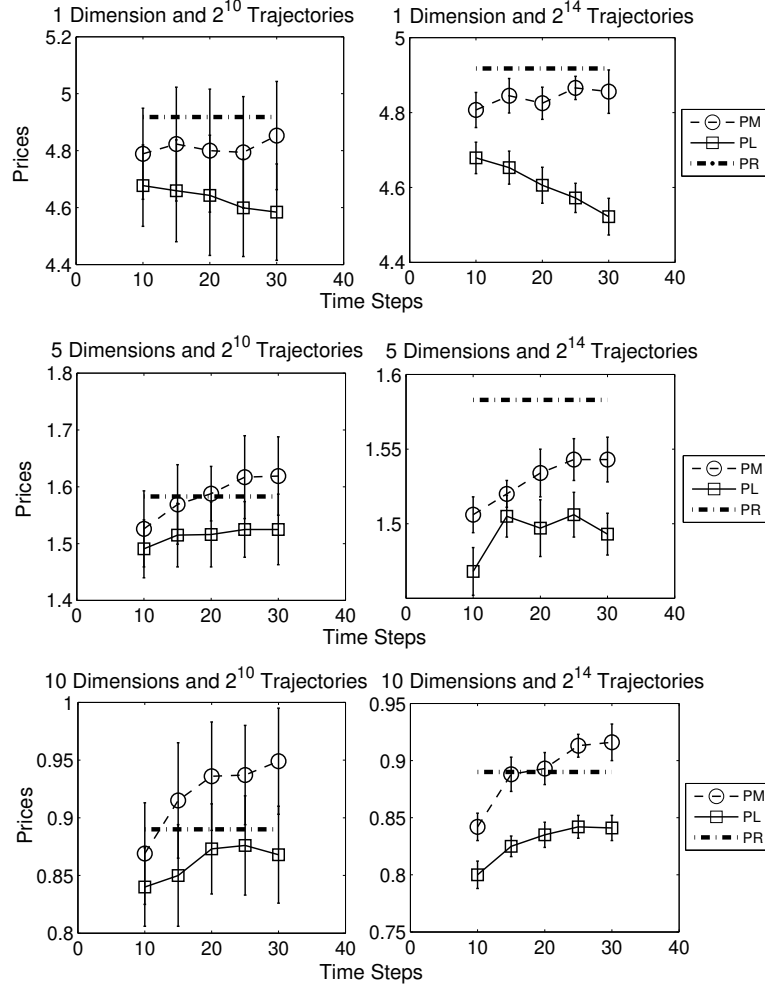 1 Dimension and 2^10 Trajectories
5.2
5.1
5
4.8
4.6
4.4
0
10
20
30
40
Prices
1 Dimension and 2^14 Trajectories
5
4.8
4.6
4.4
0
10
20
30
40
Time Steps
PM
PL
PR
5 Dimensions and 2^10 Trajectories
1.8
1.7
1.6
1.5
1.4
0
10
20
30
40
Prices
5 Dimensions and 2^14 Trajectories
1.6
1.55
1.5
0
10
20
30
40
Time Steps
PM
PL
PR
10 Dimensions and 2^10 Trajectories
1
0.95
0.9
0.85
0.8
0
10
20
30
40
Prices
10 Dimensions and 2^14 Trajectories
0.95
0.9
0.85
0.8
0.75
0
10
20
30
40
Time Steps
PM
PL
PR